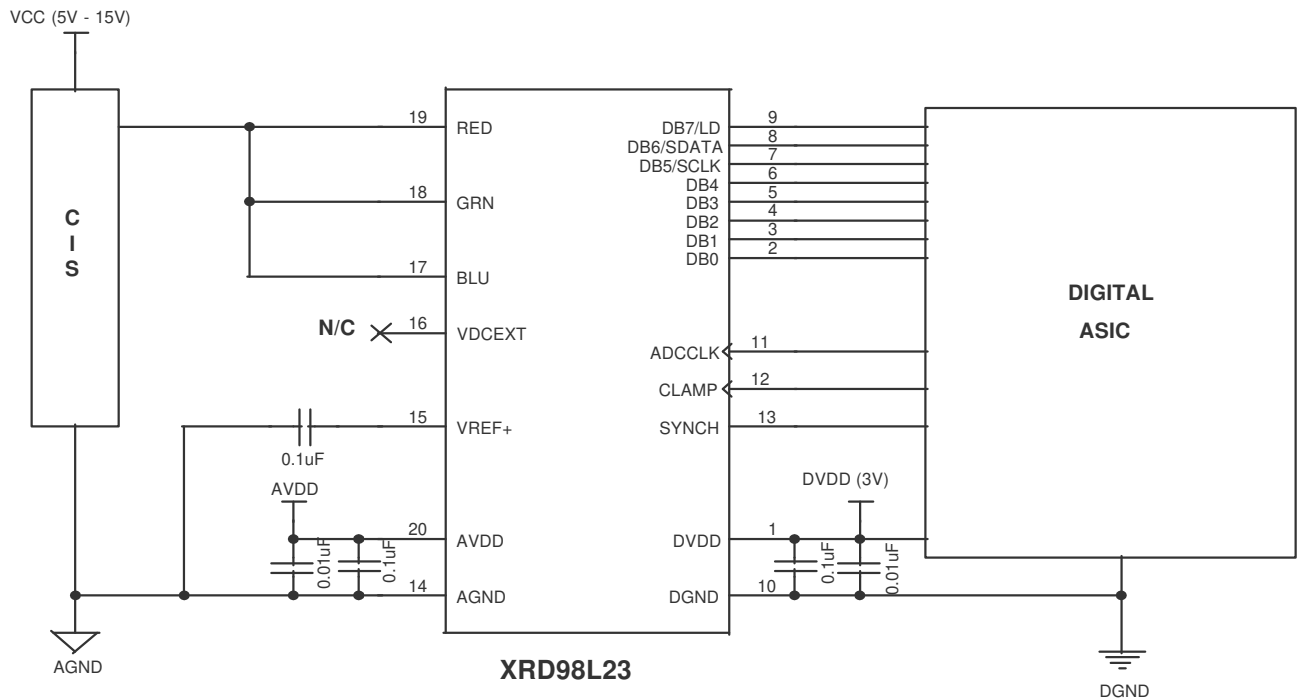 VCC (5V - 15V)
CIS
19 RED
18 GRN
17 BLU
N/C 16 VDCEXT
15 VREF+
0.1uF
AVDD
20 AVDD
0.01uF
0.1uF
14 AGND
AGND
DB7/LD 9
DB6/SDATA 8
DB5/SCLK 7
DB4 6
DB3 5
DB2 4
DB1 3
DB0 2
ADCCLK 11
CLAMP 12
SYNCH 13
DVDD (3V)
DVDD 1
0.1uF
0.01uF
DGND 10
XRD98L23
DIGITAL
ASIC
DGND